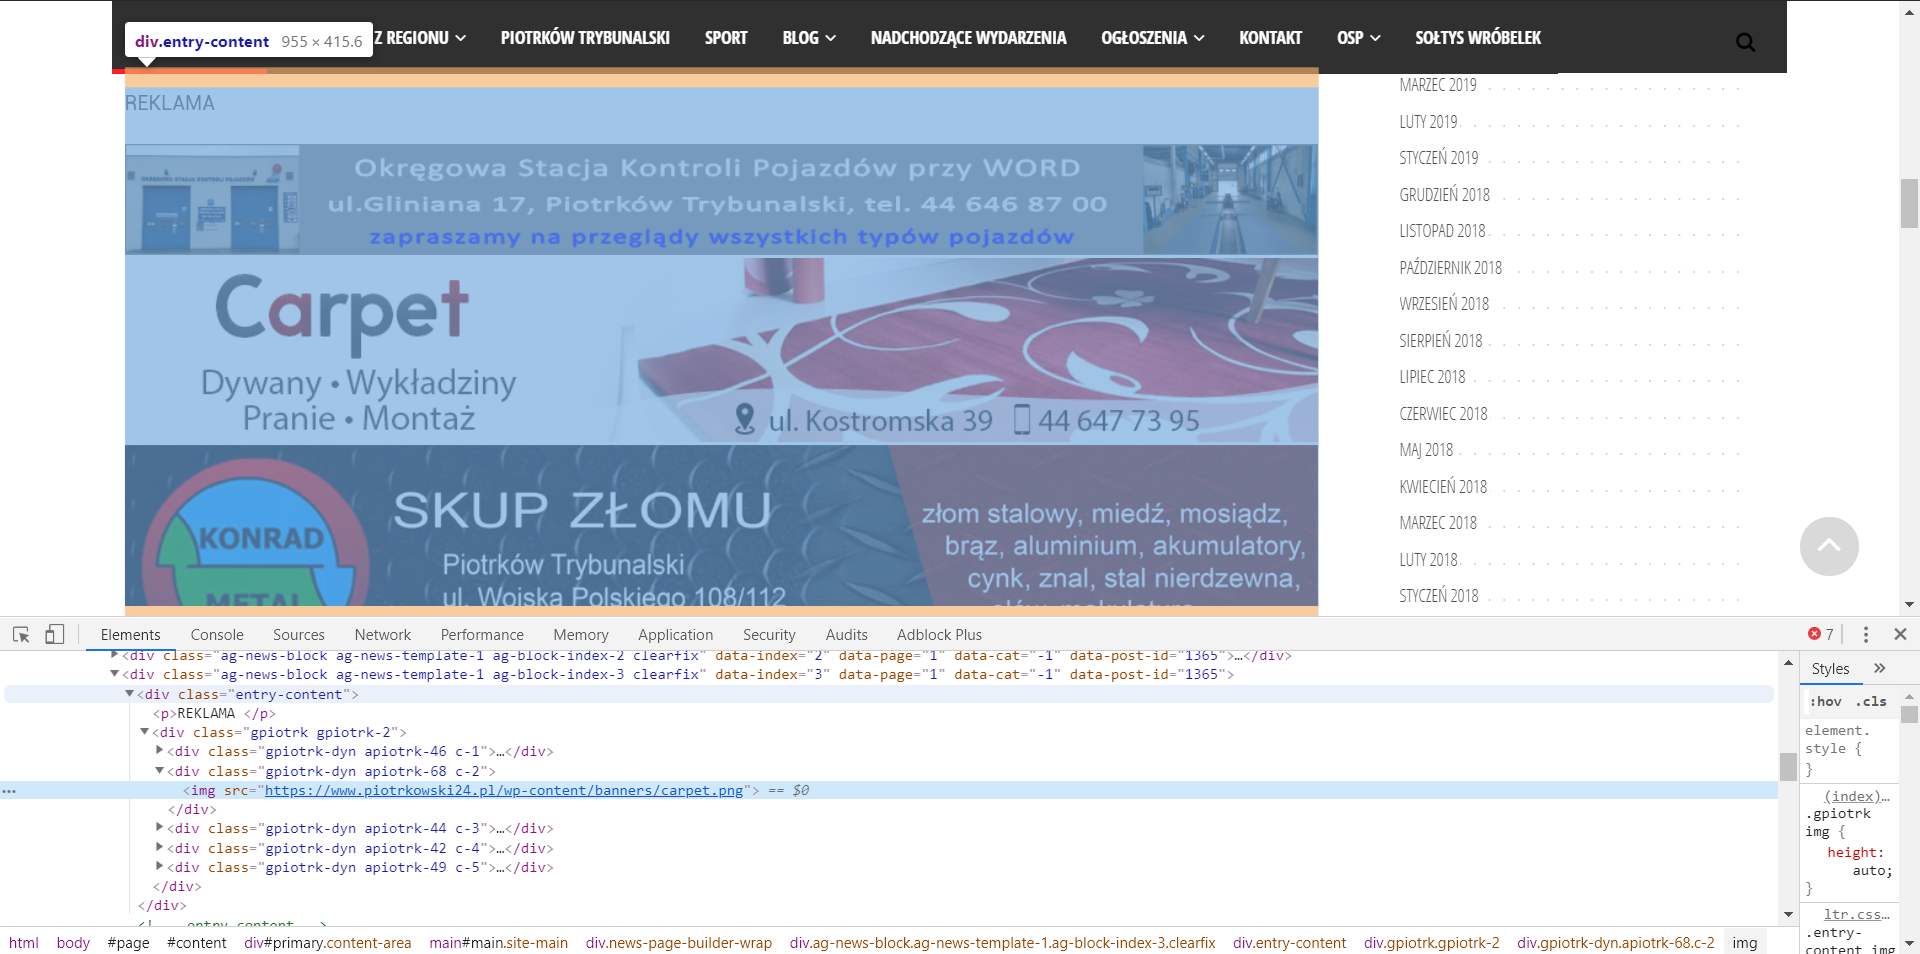 div.entry-content 955 × 415.6
Z REGIONU PIOTRKÓW TRYBUNALSKI SPORT BLOG NADCHODZĄCE WYDARZENIA OGŁOSZENIA KONTAKT OSP SOŁTYS WRÓBELEK
REKLAMA
Okręgowa Stacja Kontroli Pojazdów przy WORD
ul.Gliniana 17, Piotrków Trybunalski, tel. 44 646 87 00
zapraszamy na przeglądy wszystkich typów pojazdów
Carpet
Dywany • Wykładziny
Pranie • Montaż
ul. Kostromska 39 44 647 73 95
KONRAD
METAL
SKUP ZŁOMU
Piotrków Trybunalski
ul. Wojska Polskiego 108/112
złom stalowy, miedź, mosiądz,
brąz, aluminium, akumulatory,
cynk, znal, stal nierdzewna,
MARZEC 2019
LUTY 2019
STYCZEŃ 2019
GRUDZIEŃ 2018
LISTOPAD 2018
PAŹDZIERNIK 2018
WRZESIEŃ 2018
SIERPIEŃ 2018
LIPIEC 2018
CZERWIEC 2018
MAJ 2018
KWIECIEŃ 2018
MARZEC 2018
LUTY 2018
STYCZEŃ 2018
Elements Console Sources Network Performance Memory Application Security Audits Adblock Plus 7
<div class="ag-news-block ag-news-template-1 ag-block-index-2 clearfix" data-index="2" data-page="1" data-cat="-1" data-post-id="1365">…</div>
<div class="ag-news-block ag-news-template-1 ag-block-index-3 clearfix" data-index="3" data-page="1" data-cat="-1" data-post-id="1365">
<div class="entry-content">
<p>REKLAMA </p>
<div class="gpiotrk gpiotrk-2">
<div class="gpiotrk-dyn apiotrk-46 c-1">…</div>
<div class="gpiotrk-dyn apiotrk-68 c-2">
<img src="https://www.piotrkowski24.pl/wp-content/banners/carpet.png"> == $0
</div>
<div class="gpiotrk-dyn apiotrk-44 c-3">…</div>
<div class="gpiotrk-dyn apiotrk-42 c-4">…</div>
<div class="gpiotrk-dyn apiotrk-49 c-5">…</div>
</div>
</div>
Styles
:hov .cls
element.
style {
}
(index)…
.gpiotrk
img {
height:
auto;
}
ltr.css…
.entry-
content img
html body #page #content div#primary.content-area main#main.site-main div.news-page-builder-wrap div.ag-news-block.ag-news-template-1.ag-block-index-3.clearfix div.entry-content div.gpiotrk.gpiotrk-2 div.gpiotrk-dyn.apiotrk-68.c-2 img